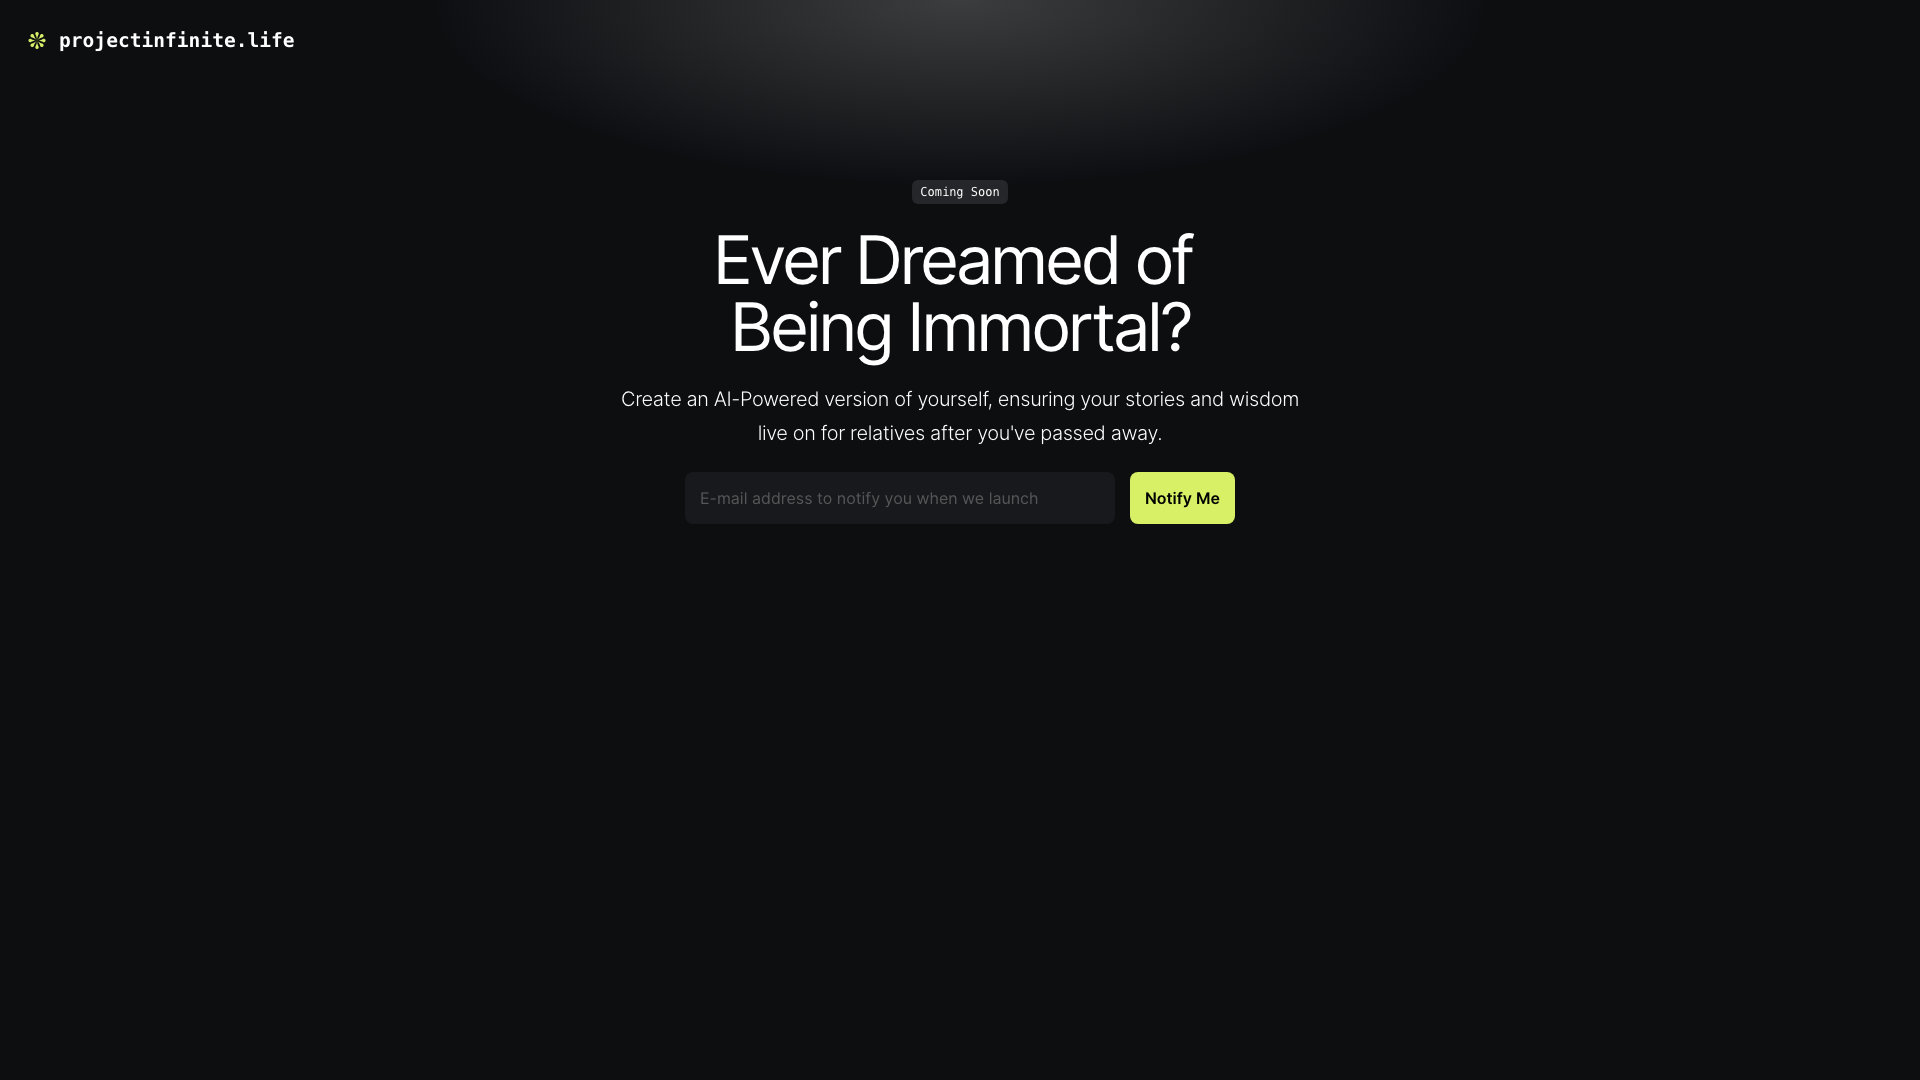 projectinfinite.life
Coming Soon
Ever Dreamed of
Being Immortal?
Create an AI-Powered version of yourself, ensuring your stories and wisdom
live on for relatives after you've passed away.
E-mail address to notify you when we launch
Notify Me